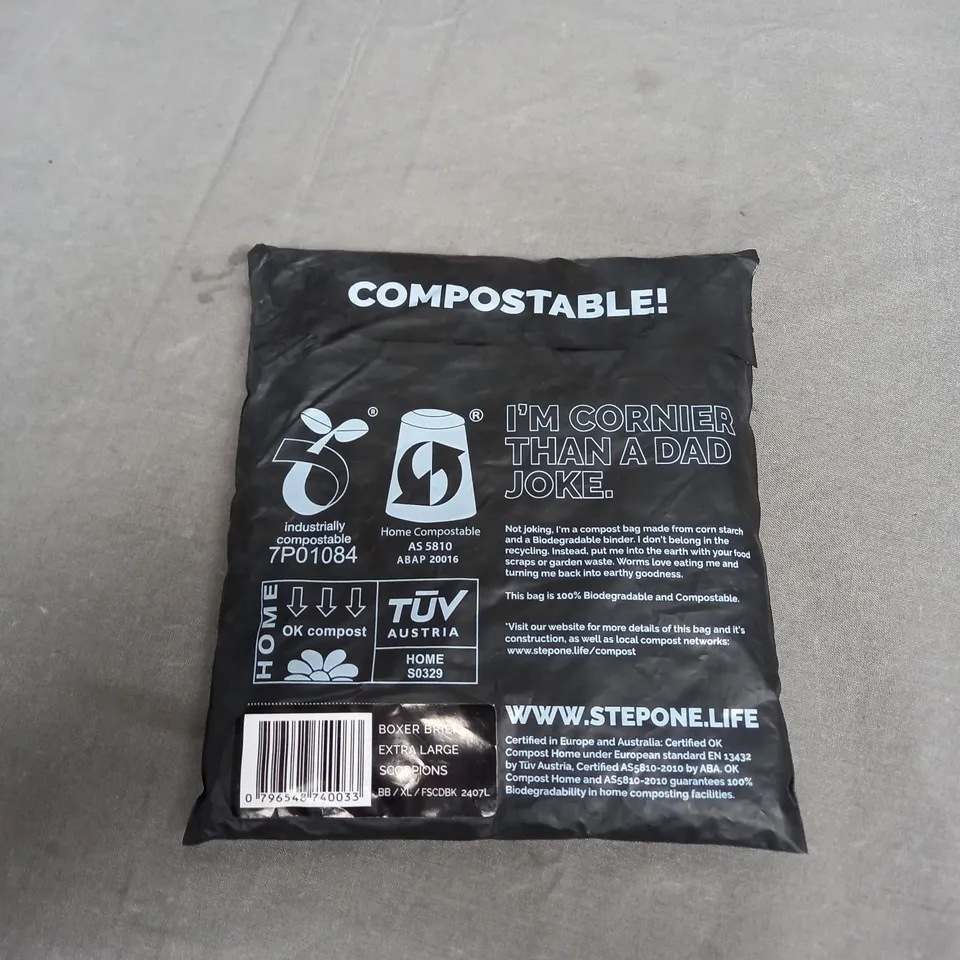 COMPOSTABLE!
®
®
industrially
compostable
7P01084
Home Compostable
AS 5810
ABAP 20016
I'M CORNIER
THAN A DAD
JOKE.
Not joking, I'm a compost bag made from corn starch
and a Biodegradable binder. I don't belong in the
recycling. Instead, put me into the earth with your food
scraps or garden waste. Worms love eating me and
turning me back into earthy goodness.
This bag is 100% Biodegradable and Compostable.
*Visit our website for more details of this bag and it's
construction, as well as local compost networks:
www.stepone.life/compost
HOME
OK compost
TÜV
AUSTRIA
HOME
S0329
WWW.STEPONE.LIFE
Certified in Europe and Australia: Certified OK
Compost Home under European standard EN 13432
by Tüv Austria, Certified AS5810-2010 by ABA. OK
Compost Home and AS5810-2010 guarantees 100%
Biodegradability in home composting facilities.
BOXER BRIEFS
EXTRA LARGE
SCORPIONS
BB / XL / FSCDBK 2407L
0 796548 740033